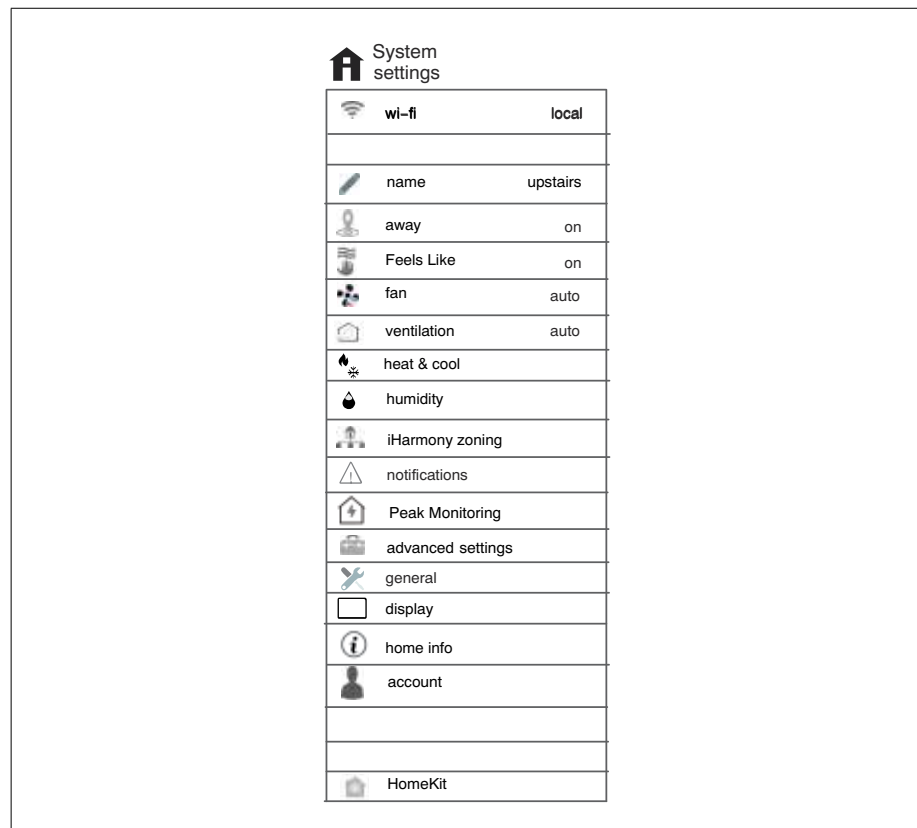 System
settings
wi-fi local
name upstairs
away on
Feels Like on
fan auto
ventilation auto
heat & cool
humidity
iHarmony zoning
notifications
Peak Monitoring
advanced settings
general
display
home info
account
HomeKit